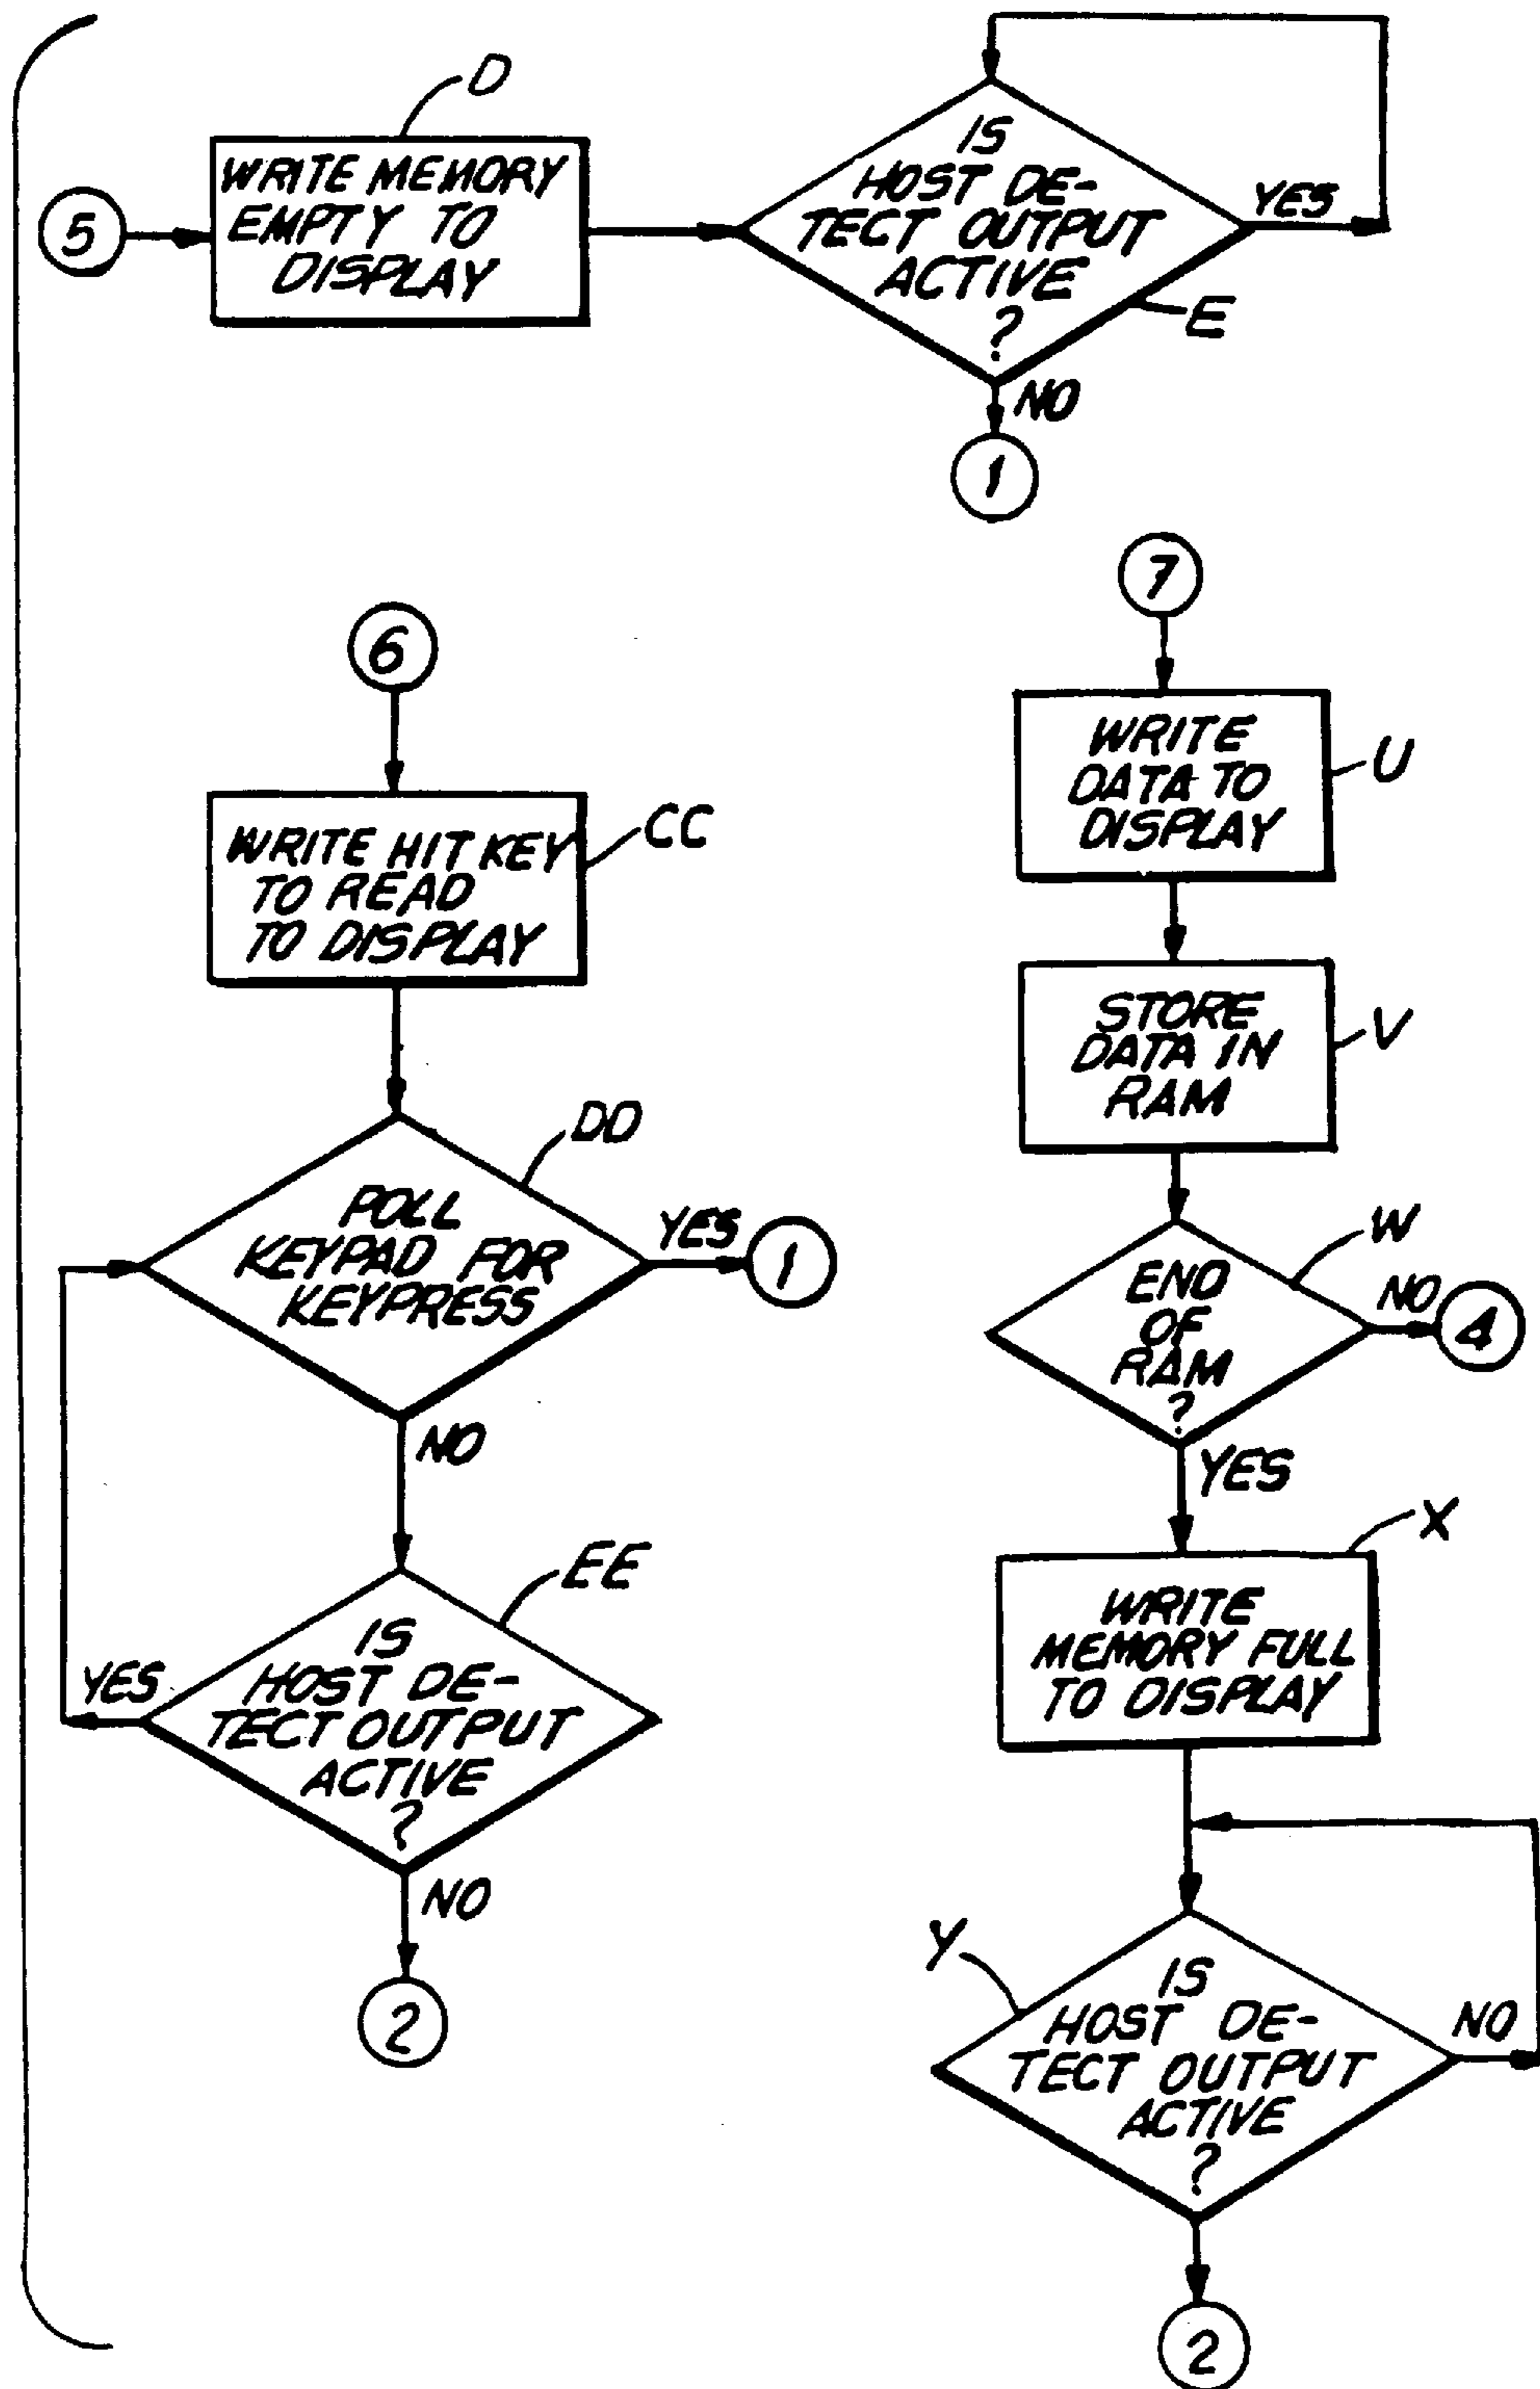 D
5
WRITE MEMORY
EMPTY TO
DISPLAY
IS
HOST DE-
TECT OUTPUT
ACTIVE
?
YES
E
NO
1
6
WRITE HIT KEY
TO READ
TO DISPLAY
CC
DD
POLL
KEYPAD FOR
KEYPRESS
YES
1
NO
EE
IS
HOST DE-
TECT OUTPUT
ACTIVE
?
YES
NO
2
7
WRITE
DATA TO
DISPLAY
U
STORE
DATA IN
RAM
V
W
END
OF
RAM
?
NO
4
YES
X
WRITE
MEMORY FULL
TO DISPLAY
Y
IS
HOST DE-
TECT OUTPUT
ACTIVE
?
NO
2